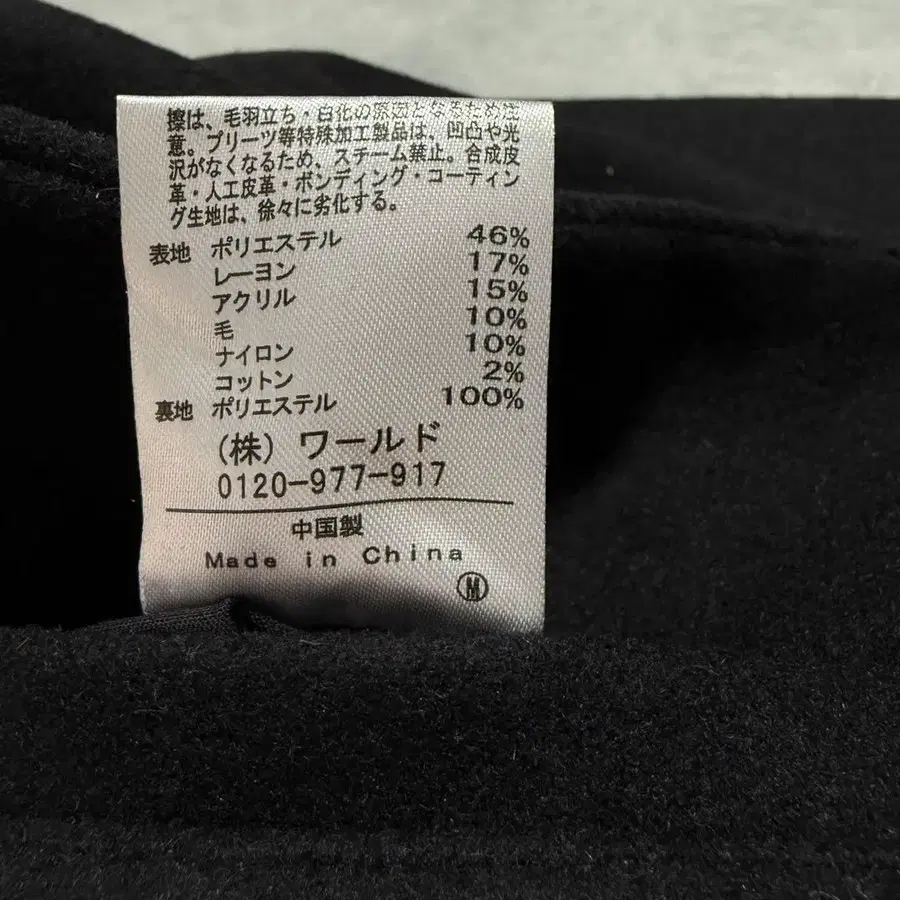 擦は、毛羽立ち・白化の原因となるため注
意。プリーツ等特殊加工製品は、凹凸や光
沢がなくなるため、スチーム禁止。合成皮
革・人工皮革・ボンディング・コーティン
グ生地は、徐々に劣化する。
表地 ポリエステル 46%
レーヨン 17%
アクリル 15%
毛 10%
ナイロン 10%
コットン 2%
裏地 ポリエステル 100%
(株) ワールド
0120-977-917
中国製
Made in China
M